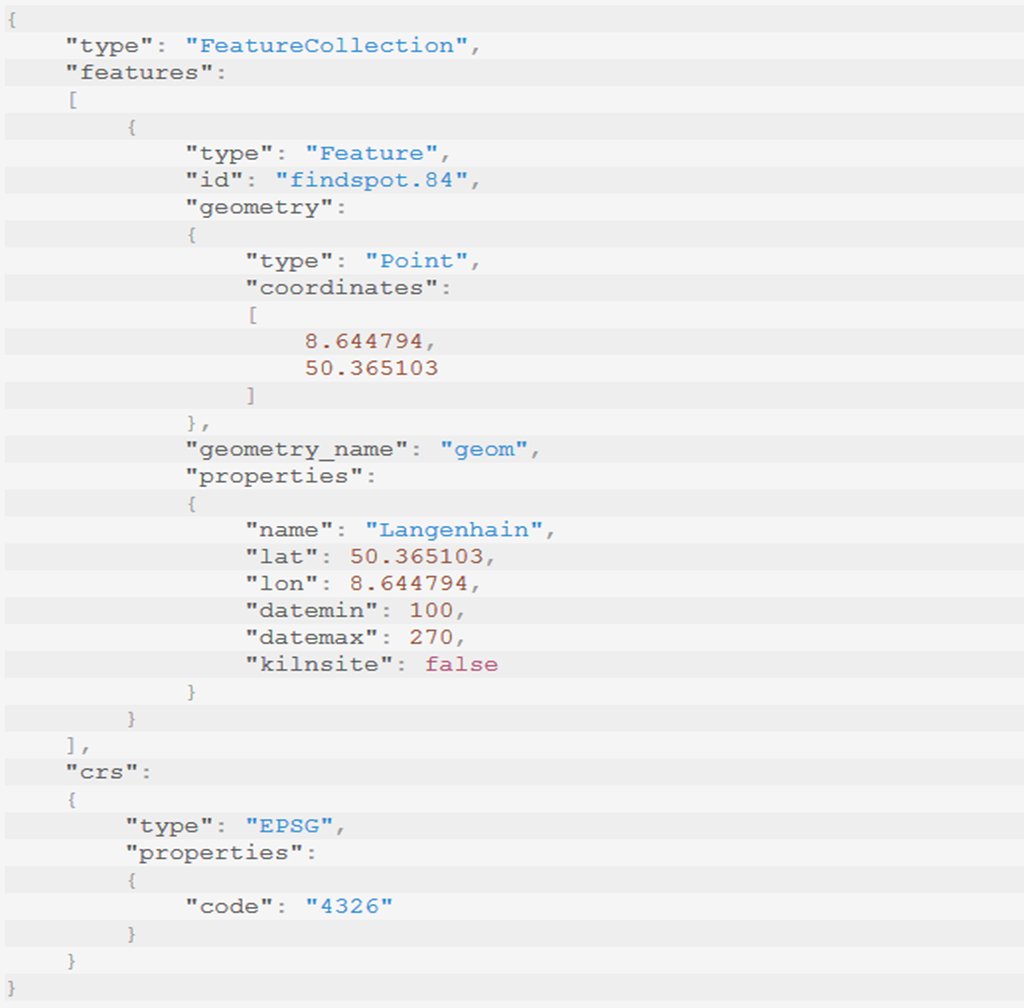 {
    "type": "FeatureCollection",
    "features":
    [
        {
            "type": "Feature",
            "id": "findspot.84",
            "geometry":
            {
                "type": "Point",
                "coordinates":
                [
                    8.644794,
                    50.365103
                ]
            },
            "geometry_name": "geom",
            "properties":
            {
                "name": "Langenhain",
                "lat": 50.365103,
                "lon": 8.644794,
                "datemin": 100,
                "datemax": 270,
                "kilnsite": false
            }
        }
    ],
    "crs":
    {
        "type": "EPSG",
        "properties":
        {
            "code": "4326"
        }
    }
}